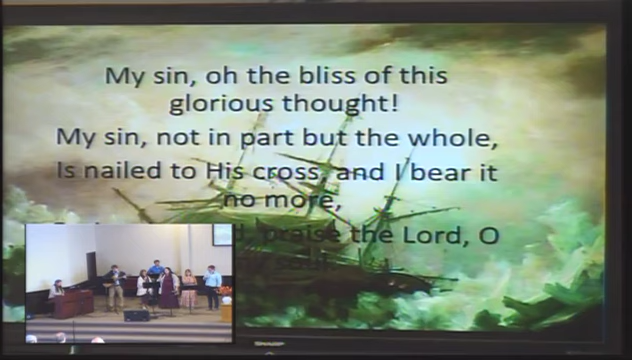 My sin, oh the bliss of this
glorious thought!
My sin, not in part but the whole,
Is nailed to His cross, and I bear it
no more,
praise the Lord, O
SHARP